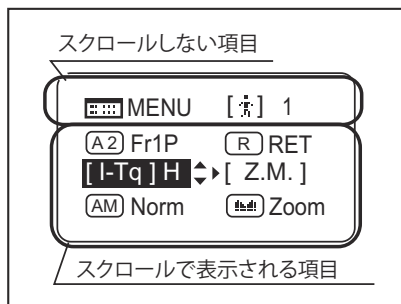 スクロールしない項目
MENU [ ] 1
A2 Fr1P R RET
[ I-Tq ] H [ Z.M. ]
AM Norm Zoom
スクロールで表示される項目